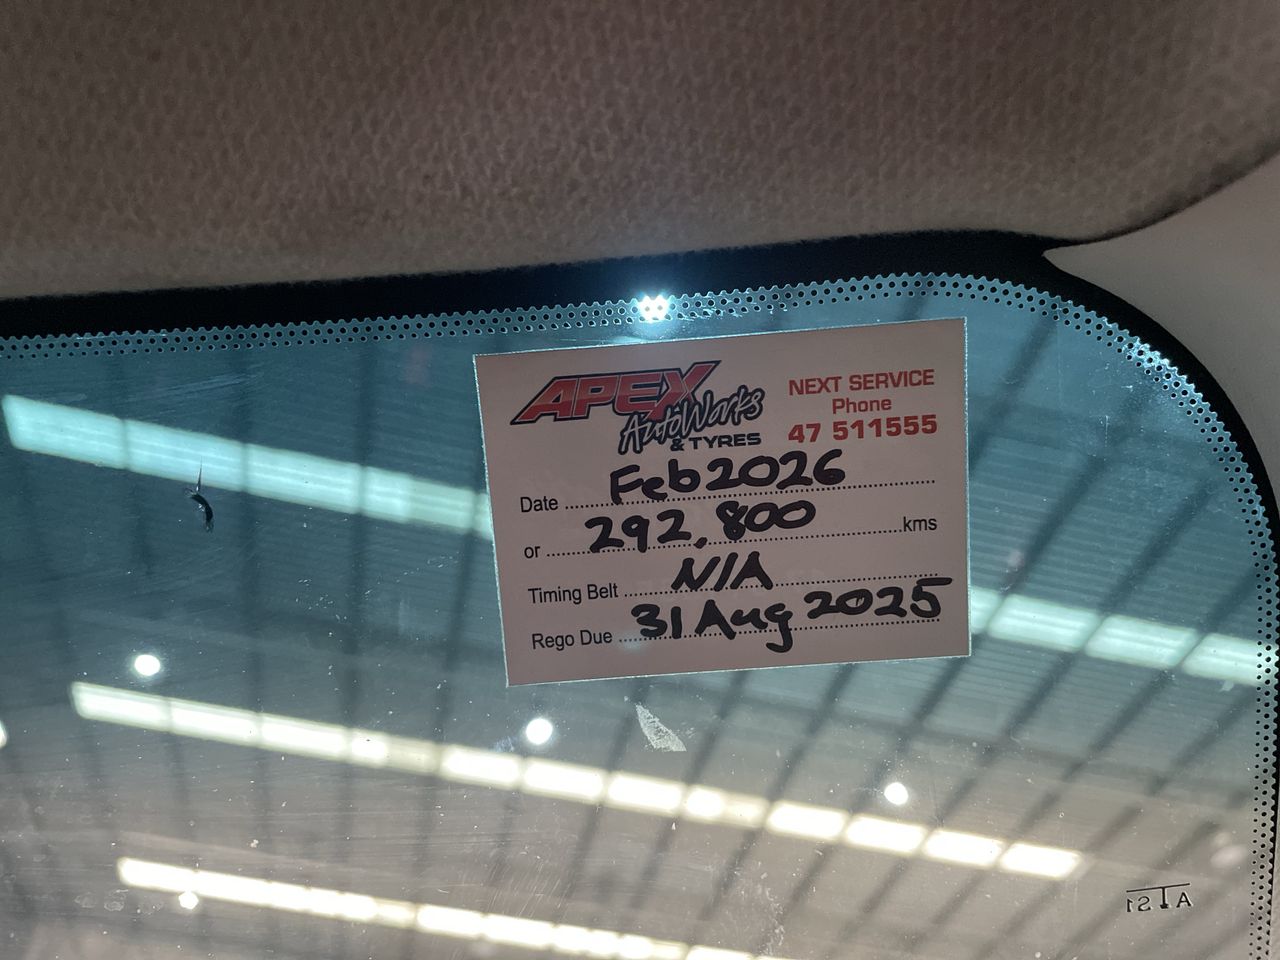 APEX
AutoWorks
& TYRES
NEXT SERVICE
Phone
47 511555
Date Feb 2026
or 292,800 kms
Timing Belt N/A
Rego Due 31 Aug 2025
AS1